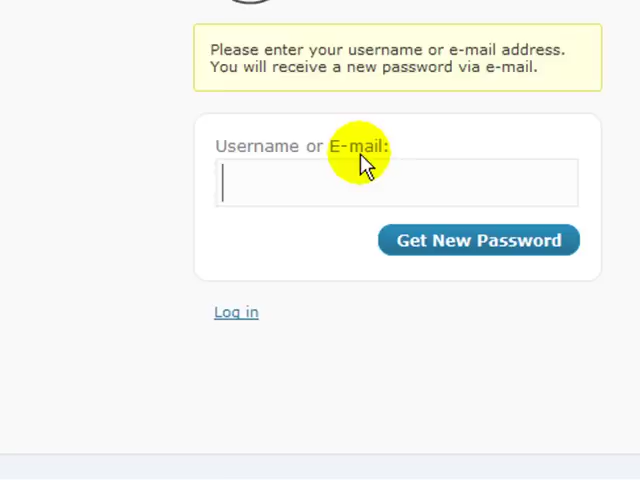 Please enter your username or e-mail address.
You will receive a new password via e-mail.
Username or E-mail:
Get New Password
Log in